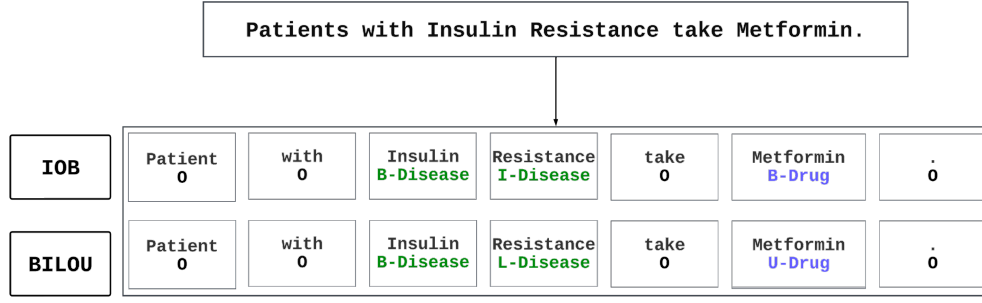 Patients with Insulin Resistance take Metformin.
IOB
Patient with Insulin Resistance take Metformin .
O O B-Disease I-Disease O B-Drug O
BILOU
Patient with Insulin Resistance take Metformin .
O O B-Disease L-Disease O U-Drug O